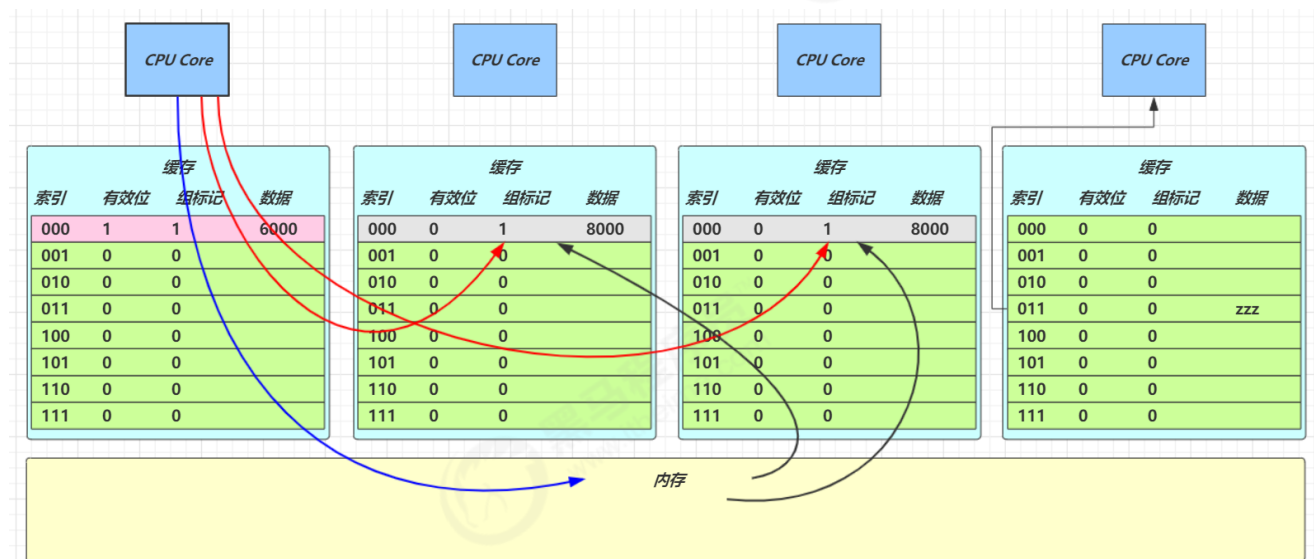 CPU Core CPU Core CPU Core CPU Core
缓存 缓存 缓存 缓存
索引 有效位 组标记 数据 索引 有效位 组标记 数据 索引 有效位 组标记 数据 索引 有效位 组标记 数据
000 1 1 6000 000 0 1 8000 000 0 1 8000 000 0 0
001 0 0 001 0 0 001 0 0 001 0 0
010 0 0 010 0 0 010 0 0 010 0 0
011 0 0 011 0 0 011 0 0 011 0 0 zzz
100 0 0 100 0 0 100 0 0 100 0 0
101 0 0 101 0 0 101 0 0 101 0 0
110 0 0 110 0 0 110 0 0 110 0 0
111 0 0 111 0 0 111 0 0 111 0 0
内存